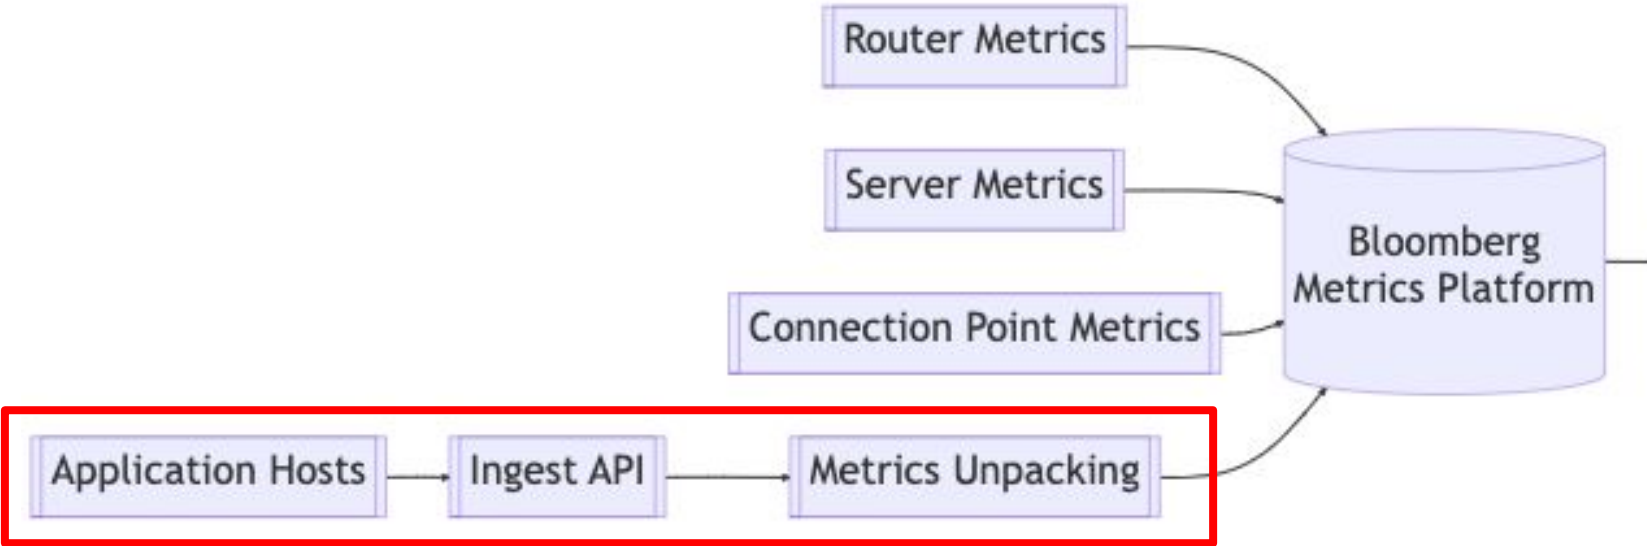 Router Metrics
Server Metrics
Bloomberg
Metrics Platform
Connection Point Metrics
Application Hosts
Ingest API
Metrics Unpacking